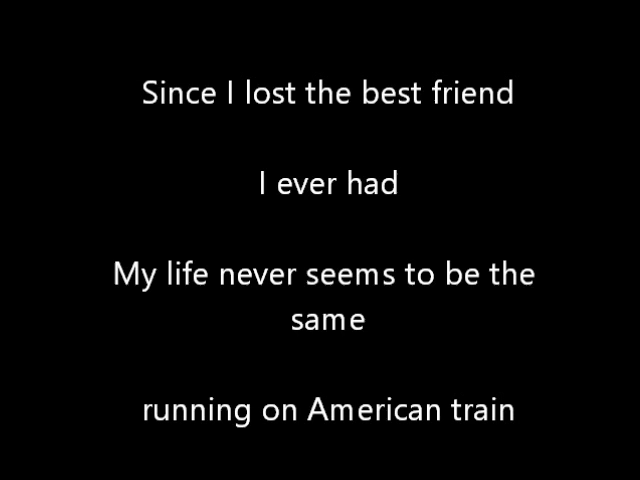 Since I lost the best friend
I ever had
My life never seems to be the
same
running on American train